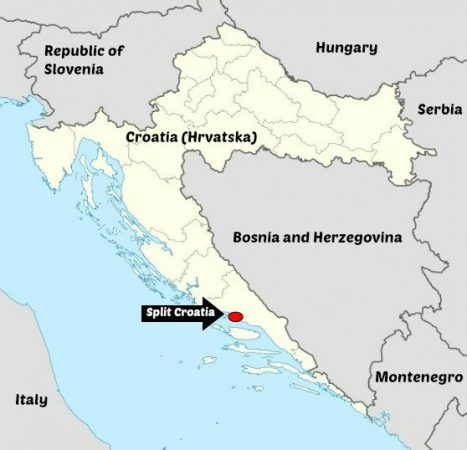 Republic of
Slovenia
Hungary
Serbia
Croatia (Hrvatska)
Bosnia and Herzegovina
Split Croatia
Montenegro
Italy